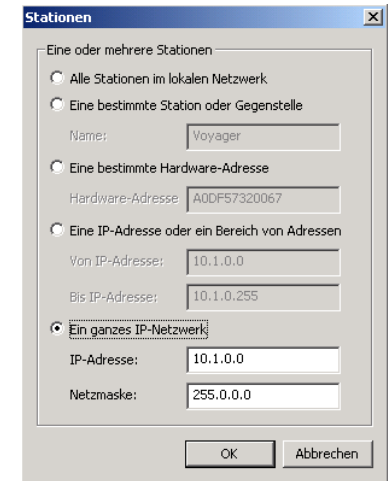 Stationen
Eine oder mehrere Stationen
Alle Stationen im lokalen Netzwerk
Eine bestimmte Station oder Gegenstelle
Name: Voyager
Eine bestimmte Hardware-Adresse
Hardware-Adresse A0DF57320067
Eine IP-Adresse oder ein Bereich von Adressen
Von IP-Adresse: 10.1.0.0
Bis IP-Adresse: 10.1.0.255
Ein ganzes IP-Netzwerk
IP-Adresse: 10.1.0.0
Netzmaske: 255.0.0.0
OK Abbrechen